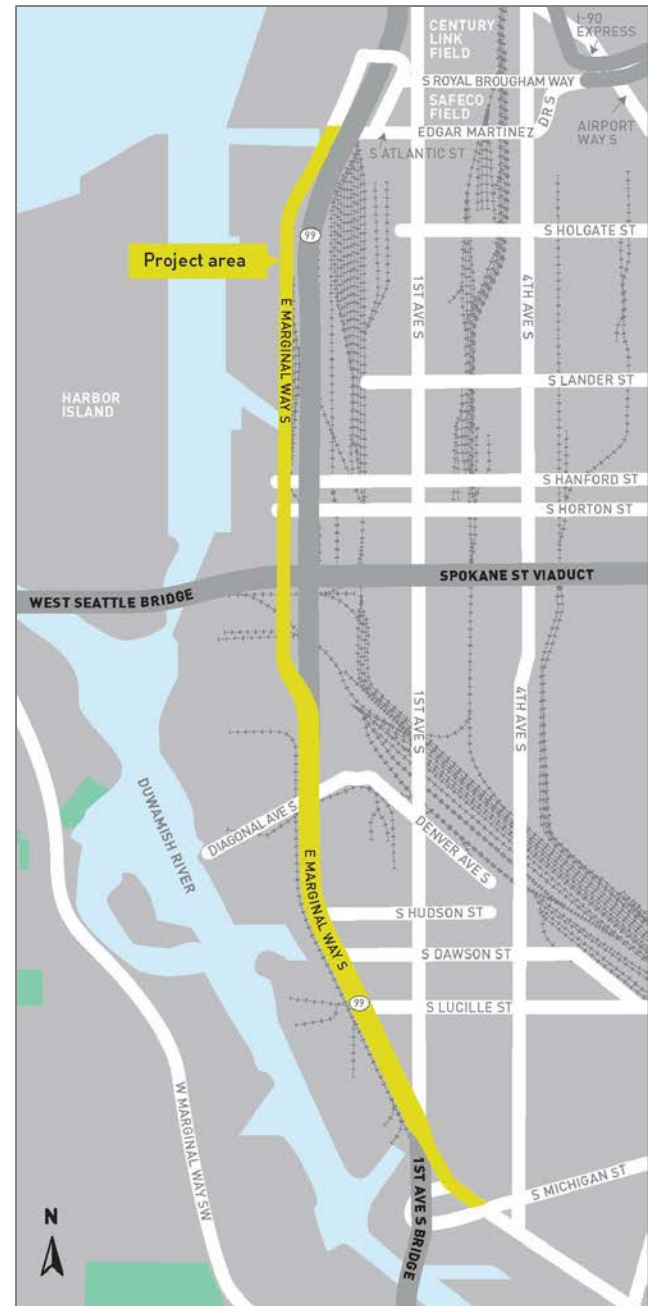 CENTURY
LINK
FIELD
I-90
EXPRESS
S ROYAL BROUGHAM WAY
SAFECO
FIELD
EDGAR MARTINEZ
DR S
AIRPORT
WAY S
S ATLANTIC ST
99
S HOLGATE ST
Project area
E MARGINAL WAY S
1ST AVE S
4TH AVE S
HARBOR
ISLAND
S LANDER ST
S HANFORD ST
S HORTON ST
SPOKANE ST VIADUCT
WEST SEATTLE BRIDGE
1ST AVE S
4TH AVE S
DUWAMISH RIVER
DIAGONAL AVE S
DENVER AVE S
E MARGINAL WAY S
S HUDSON ST
S DAWSON ST
99
S LUCILLE ST
W MARGINAL WAY SW
1ST AVE S BRIDGE
S MICHIGAN ST
N